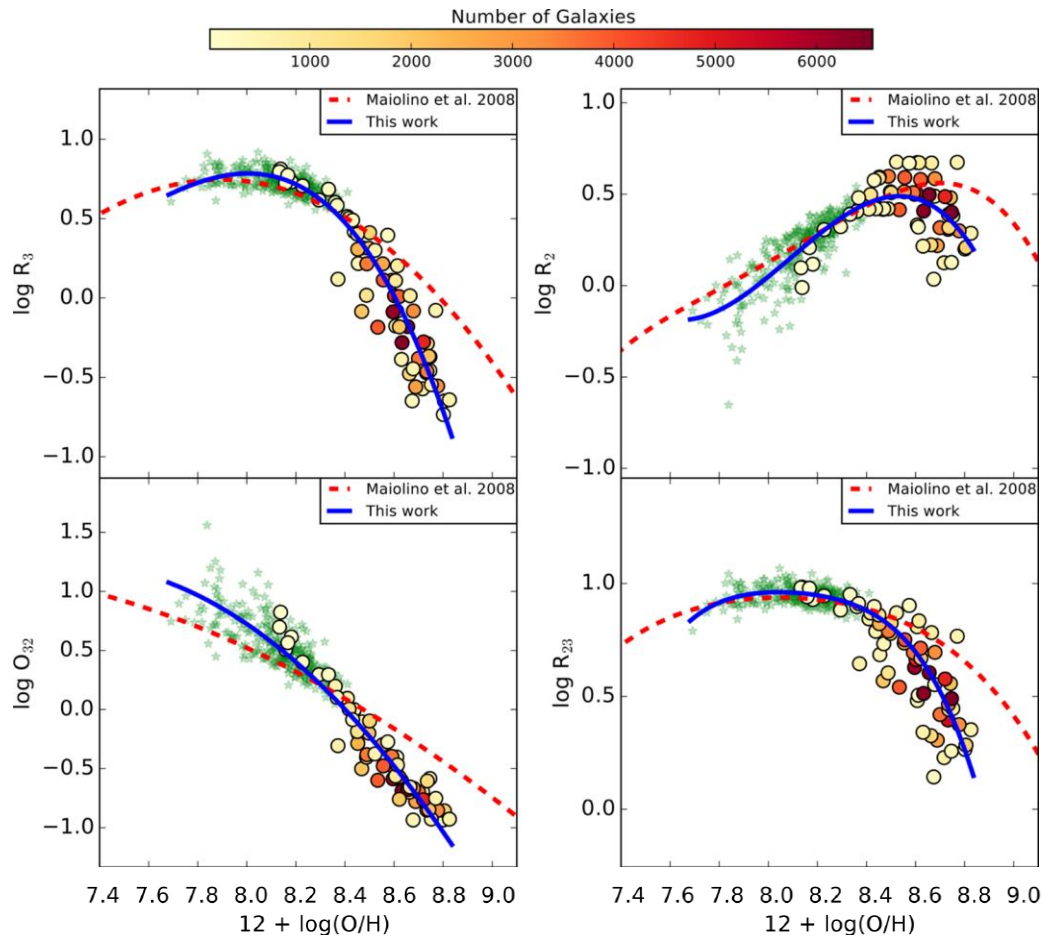 Number of Galaxies
1000 2000 3000 4000 5000 6000
Maiolino et al. 2008
This work
log R3
1.0
0.5
0.0
−0.5
−1.0
Maiolino et al. 2008
This work
log R2
1.0
0.5
0.0
−0.5
−1.0
Maiolino et al. 2008
This work
log O32
1.5
1.0
0.5
0.0
−0.5
−1.0
7.4 7.6 7.8 8.0 8.2 8.4 8.6 8.8 9.0
12 + log(O/H)
Maiolino et al. 2008
This work
log R23
1.0
0.5
0.0
7.4 7.6 7.8 8.0 8.2 8.4 8.6 8.8 9.0
12 + log(O/H)